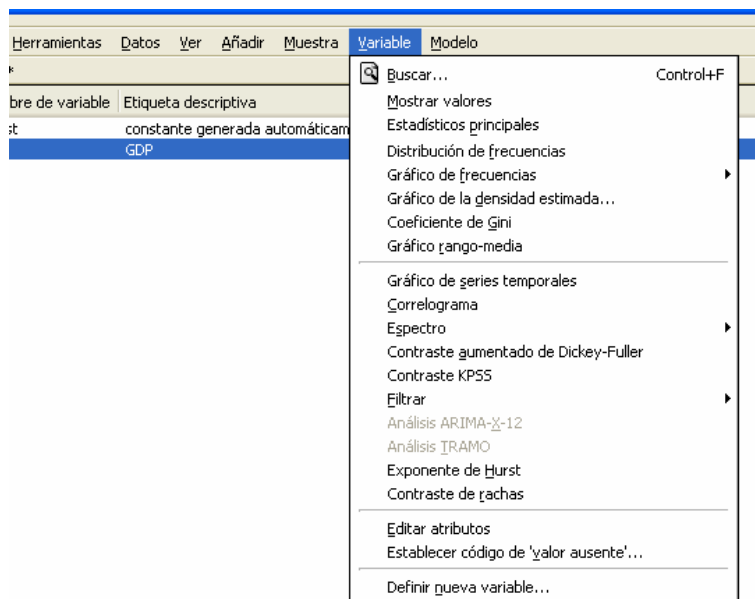 Herramientas Datos Ver Añadir Muestra Variable Modelo
bre de variable Etiqueta descriptiva
st constante generada automáticam
GDP
Buscar... Control+F
Mostrar valores
Estadísticos principales
Distribución de frecuencias
Gráfico de frecuencias
Gráfico de la densidad estimada...
Coeficiente de Gini
Gráfico rango-media
Gráfico de series temporales
Correlograma
Espectro
Contraste aumentado de Dickey-Fuller
Contraste KPSS
Filtrar
Análisis ARIMA-X-12
Análisis TRAMO
Exponente de Hurst
Contraste de rachas
Editar atributos
Establecer código de 'valor ausente'...
Definir nueva variable...